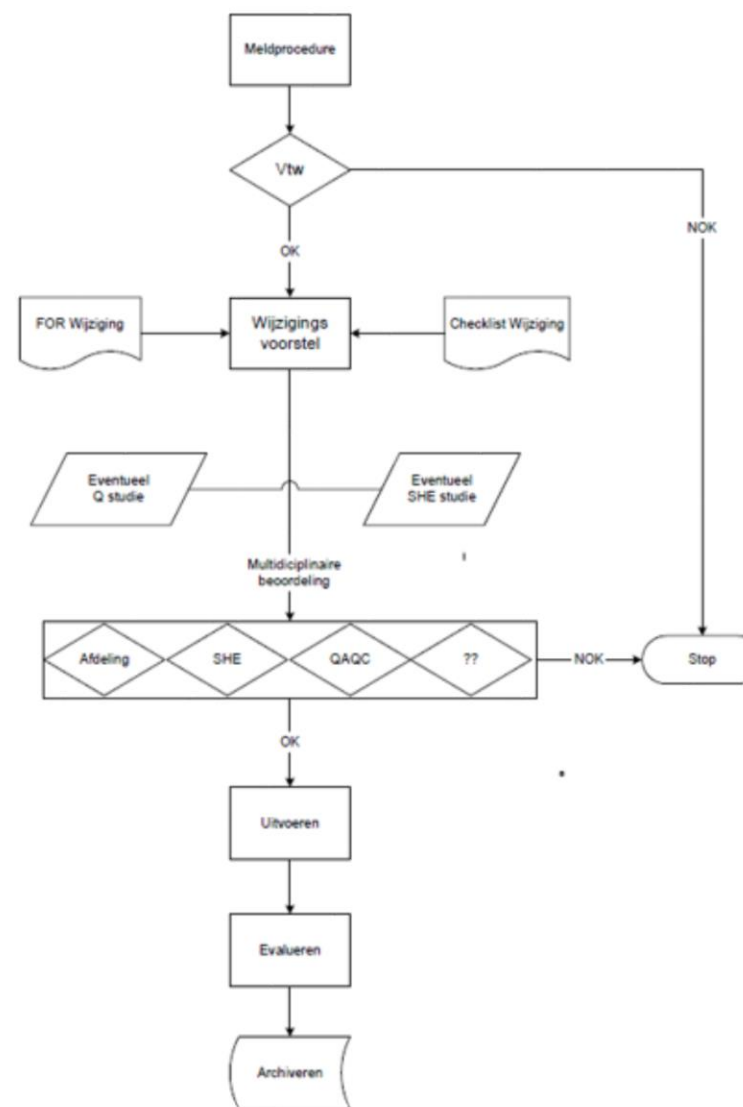 Meldprocedure
Vtw
NOK
OK
FOR Wijziging
Wijzigings
voorstel
Checklist Wijziging
Eventueel
Q studie
Eventueel
SHE studie
Multidiciplinaire
beoordeling
Afdeling
SHE
QAQC
??
NOK
Stop
OK
Uitvoeren
Evalueren
Archiveren